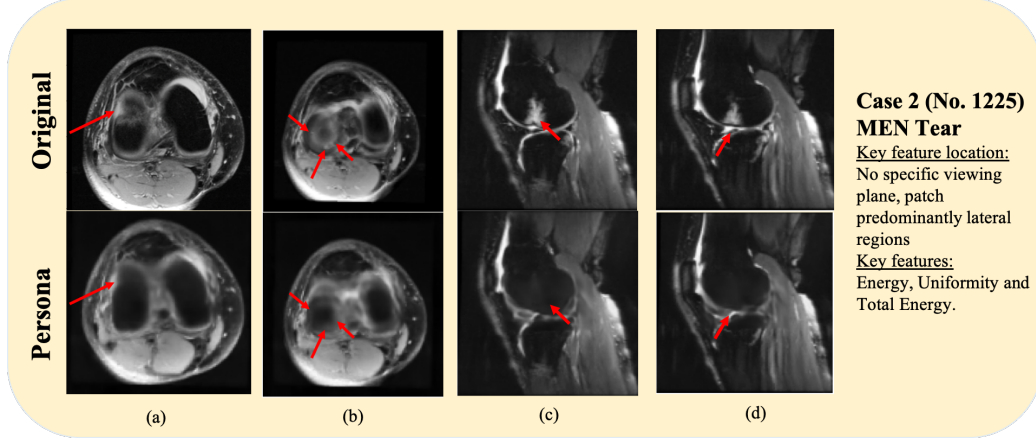 Original
Persona
Case 2 (No. 1225)
MEN Tear
Key feature location:
No specific viewing
plane, patch
predominantly lateral
regions
Key features:
Energy, Uniformity and
Total Energy.
(a)
(b)
(c)
(d)